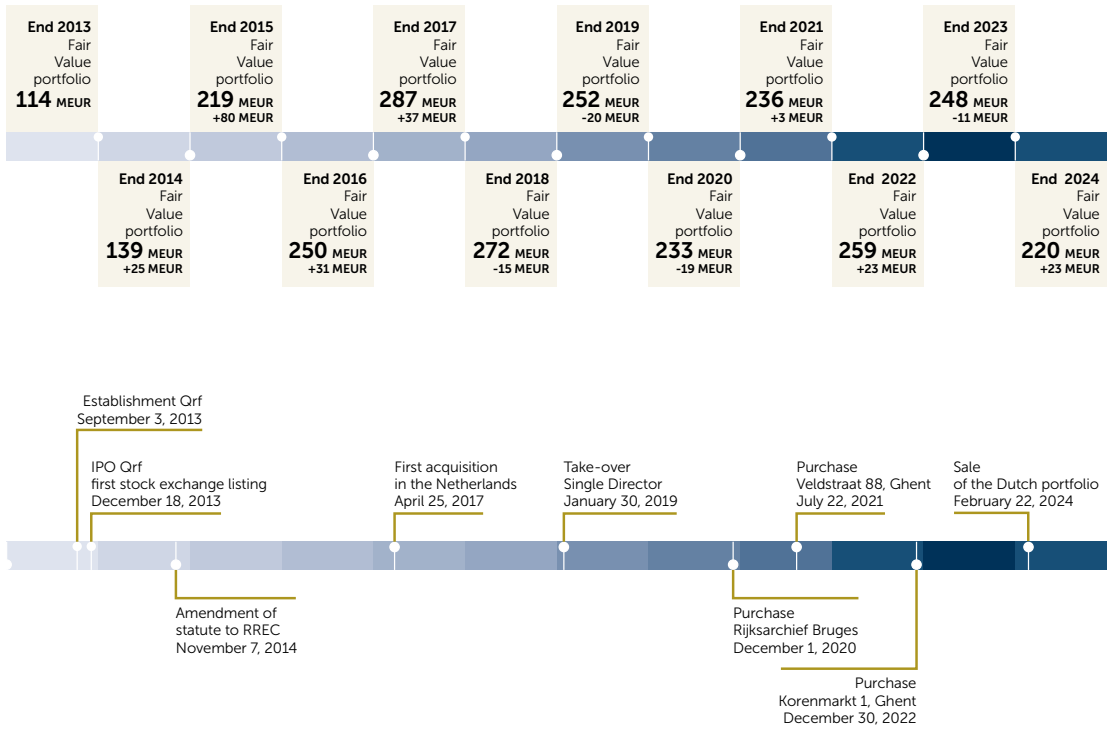 End 2013
Fair
Value
portfolio
114 MEUR
End 2015
Fair
Value
portfolio
219 MEUR
+80 MEUR
End 2017
Fair
Value
portfolio
287 MEUR
+37 MEUR
End 2019
Fair
Value
portfolio
252 MEUR
-20 MEUR
End 2021
Fair
Value
portfolio
236 MEUR
+3 MEUR
End 2023
Fair
Value
portfolio
248 MEUR
-11 MEUR
End 2014
Fair
Value
portfolio
139 MEUR
+25 MEUR
End 2016
Fair
Value
portfolio
250 MEUR
+31 MEUR
End 2018
Fair
Value
portfolio
272 MEUR
-15 MEUR
End 2020
Fair
Value
portfolio
233 MEUR
-19 MEUR
End 2022
Fair
Value
portfolio
259 MEUR
+23 MEUR
End 2024
Fair
Value
portfolio
220 MEUR
+23 MEUR
Establishment Qrf
September 3, 2013
IPO Qrf
first stock exchange listing
December 18, 2013
First acquisition
in the Netherlands
April 25, 2017
Take-over
Single Director
January 30, 2019
Purchase
Veldstraat 88, Ghent
July 22, 2021
Sale
of the Dutch portfolio
February 22, 2024
Amendment of
statute to RREC
November 7, 2014
Purchase
Rijksarchief Bruges
December 1, 2020
Purchase
Korenmarkt 1, Ghent
December 30, 2022